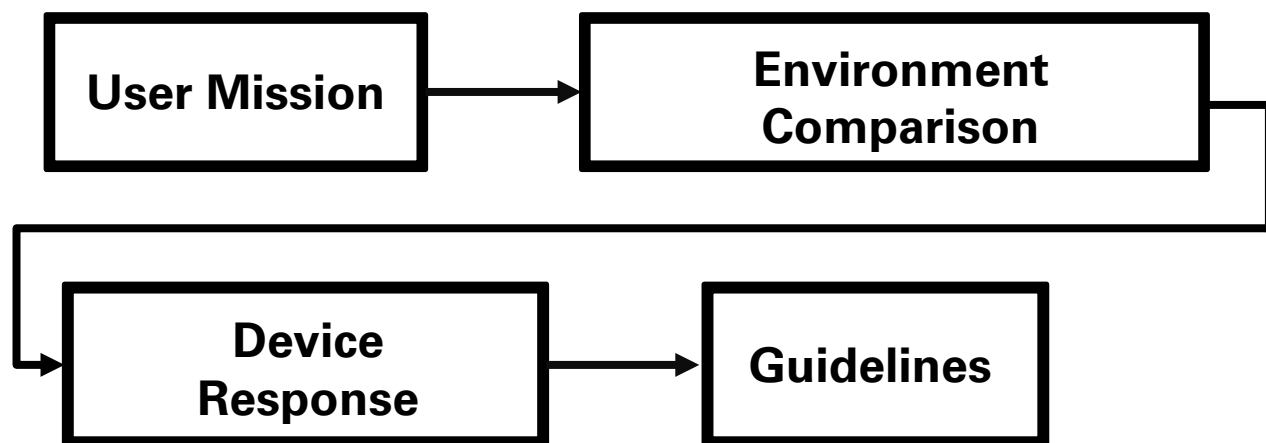 User Mission
Environment
Comparison
Device
Response
Guidelines